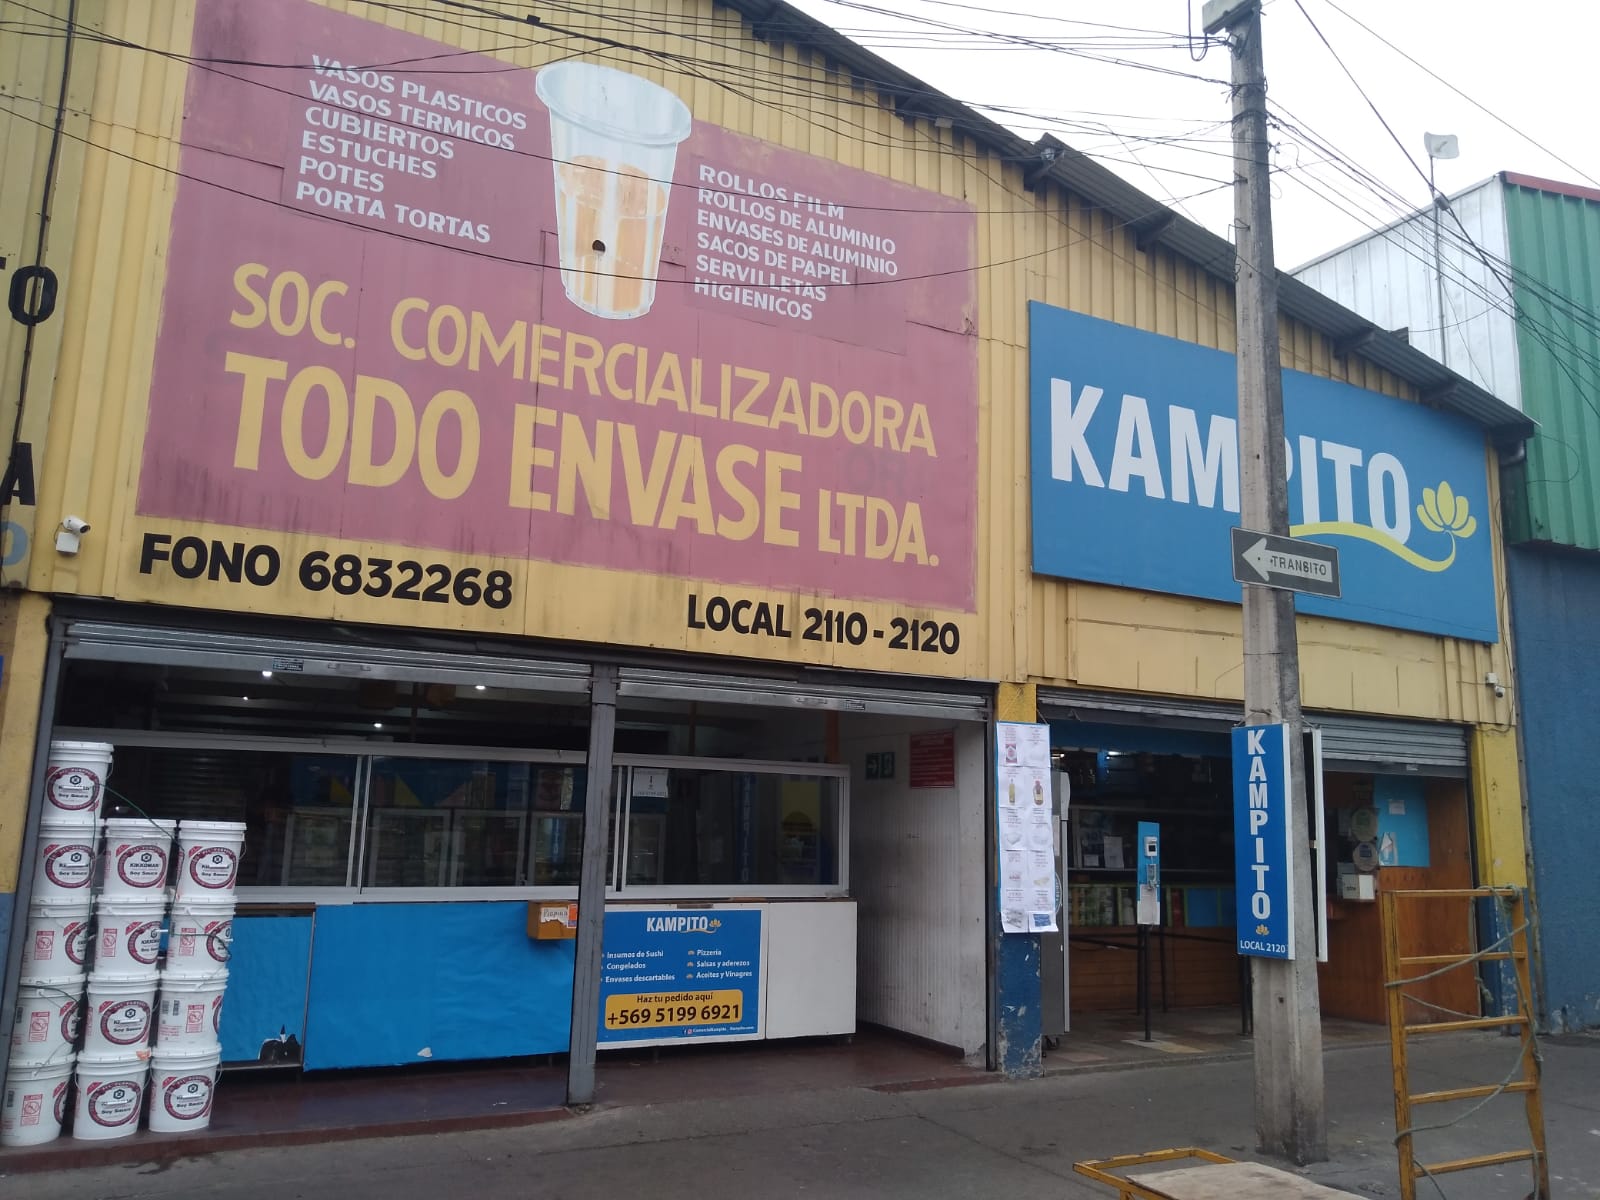 VASOS PLASTICOS
VASOS TERMICOS
CUBIERTOS
ESTUCHES
POTES
PORTA TORTAS
ROLLOS FILM
ROLLOS DE ALUMINIO
ENVASES DE ALUMINIO
SACOS DE PAPEL
SERVILLETAS
HIGIENICOS
SOC. COMERCIALIZADORA
TODO ENVASE LTDA.
FONO 6832268
LOCAL 2110 - 2120
KAMPITO
TRANSITO
KAMPITO
LOCAL 2120
KAMPITO
Insumos de Sushi
Congelados
Envases descartables
Pizzería
Salsas y aderezos
Aceites y Vinagres
Haz tu pedido aquí
+569 5199 6921
KIKKOMAN
Soy Sauce
TO
A
O